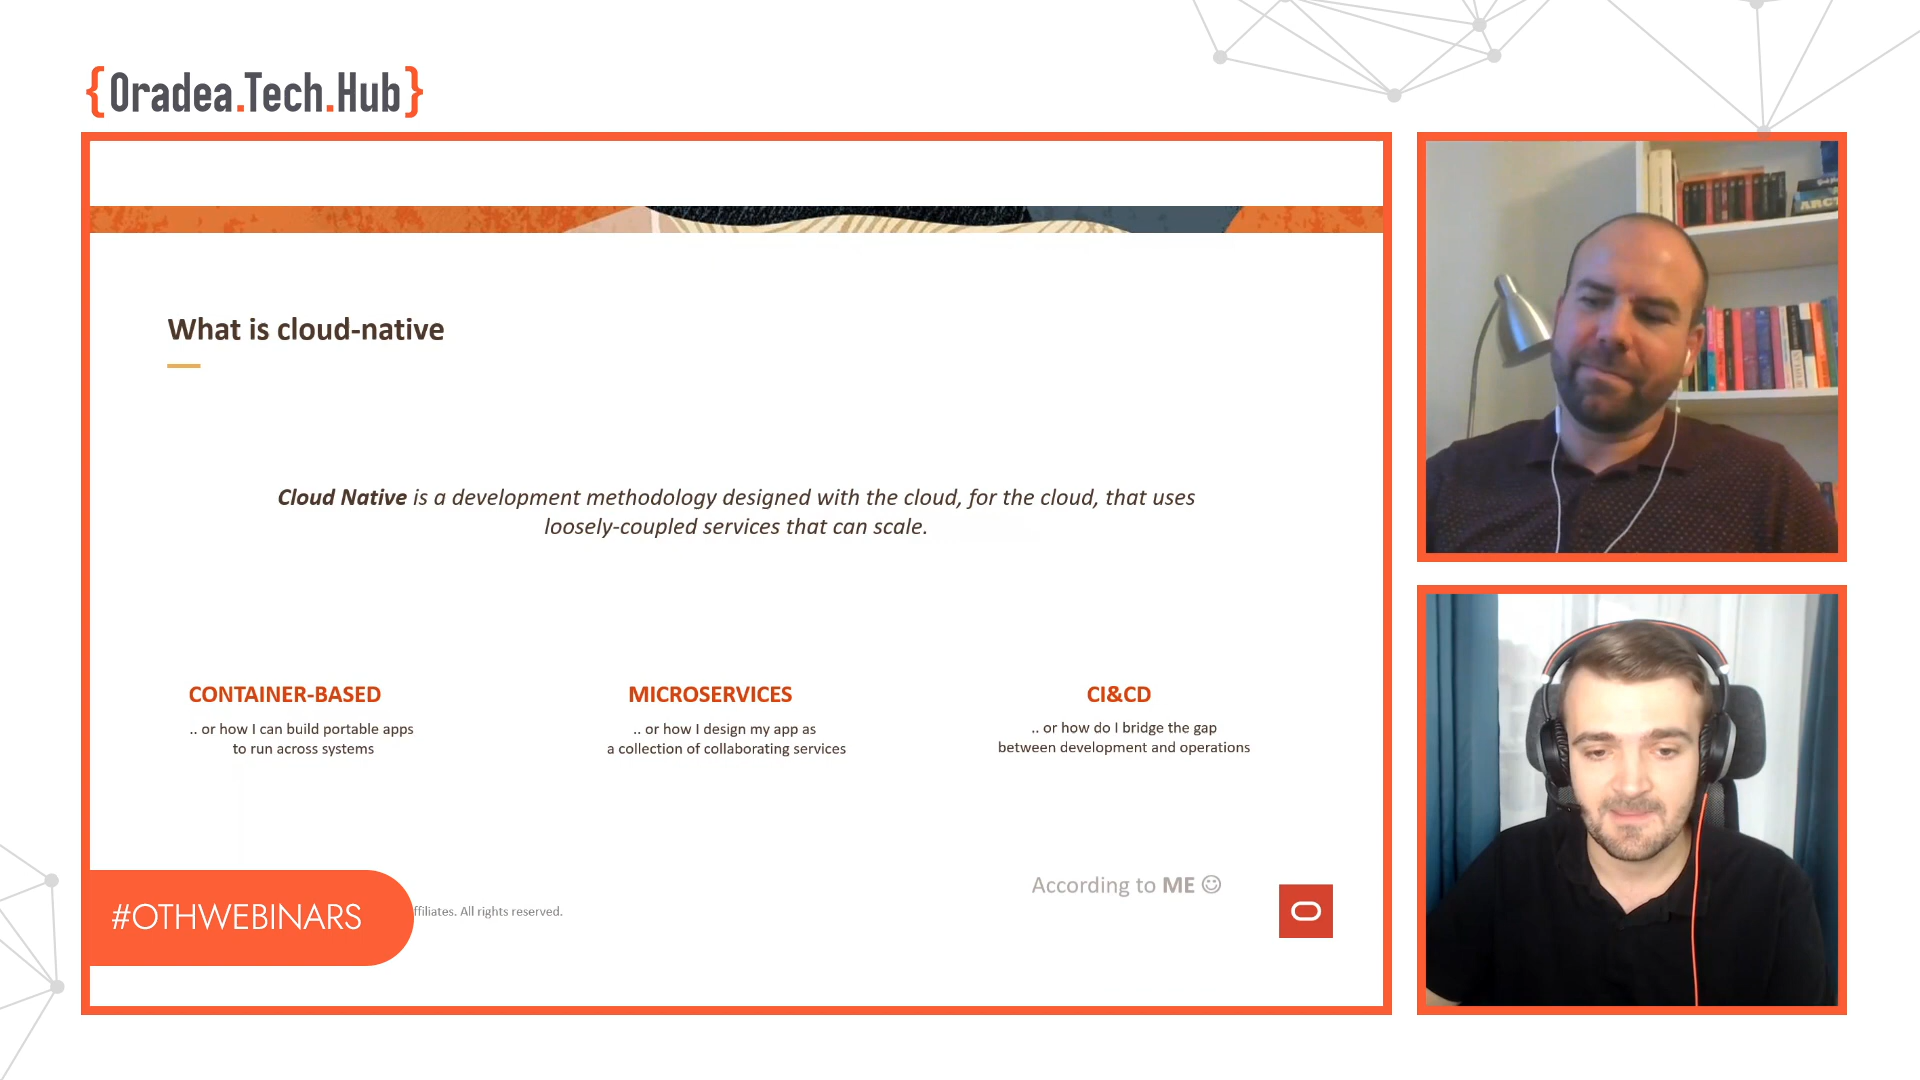 {Oradea.Tech.Hub}
What is cloud-native
Cloud Native is a development methodology designed with the cloud, for the cloud, that uses
loosely-coupled services that can scale.
CONTAINER-BASED
.. or how I can build portable apps
to run across systems
MICROSERVICES
.. or how I design my app as
a collection of collaborating services
CI&CD
.. or how do I bridge the gap
between development and operations
According to ME ☺
#OTHWEBINARS
ffiliates. All rights reserved.
ARC